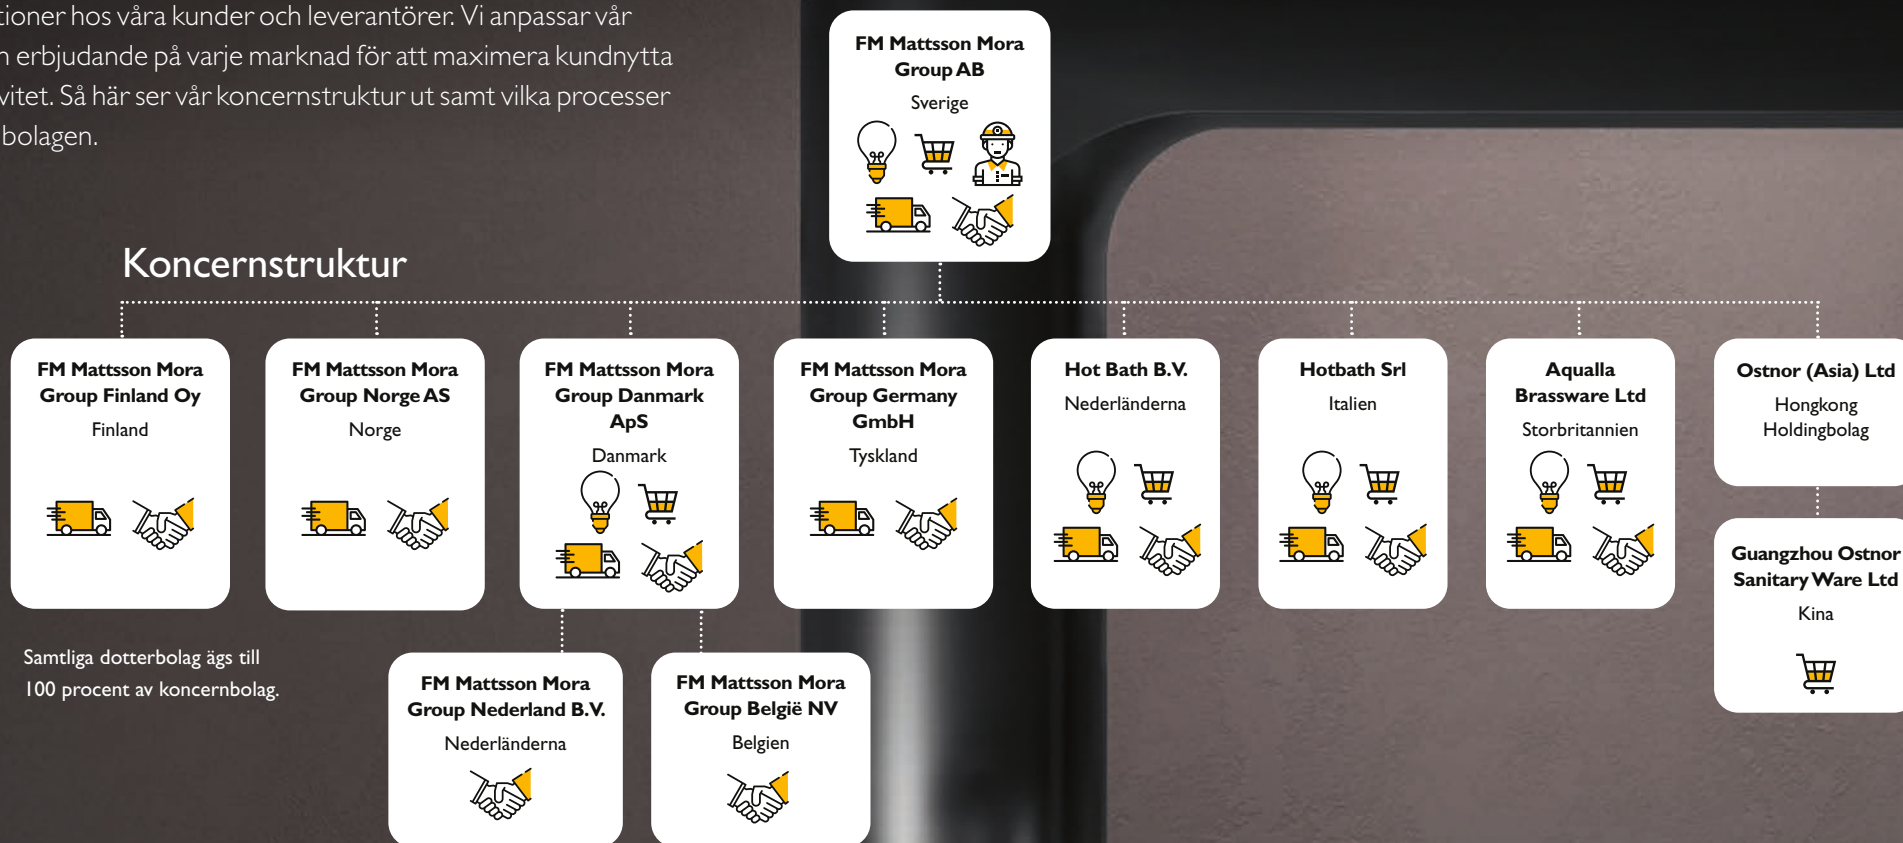 tioner hos våra kunder och leverantörer. Vi anpassar vår
erbjudande på varje marknad för att maximera kundnytta
vitet. Så här ser vår koncernstruktur ut samt vilka processer
bolagen.
FM Mattsson Mora
Group AB
Sverige
Koncernstruktur
FM Mattsson Mora
Group Finland Oy
Finland
FM Mattsson Mora
Group Norge AS
Norge
FM Mattsson Mora
Group Danmark
ApS
Danmark
FM Mattsson Mora
Group Germany
GmbH
Tyskland
Hot Bath B.V.
Nederländerna
Hotbath Srl
Italien
Aqualla
Brassware Ltd
Storbritannien
Ostnor (Asia) Ltd
Hongkong
Holdingbolag
Guangzhou Ostnor
Sanitary Ware Ltd
Kina
Samtliga dotterbolag ägs till
100 procent av koncernbolag.
FM Mattsson Mora
Group Nederland B.V.
Nederländerna
FM Mattsson Mora
Group België NV
Belgien